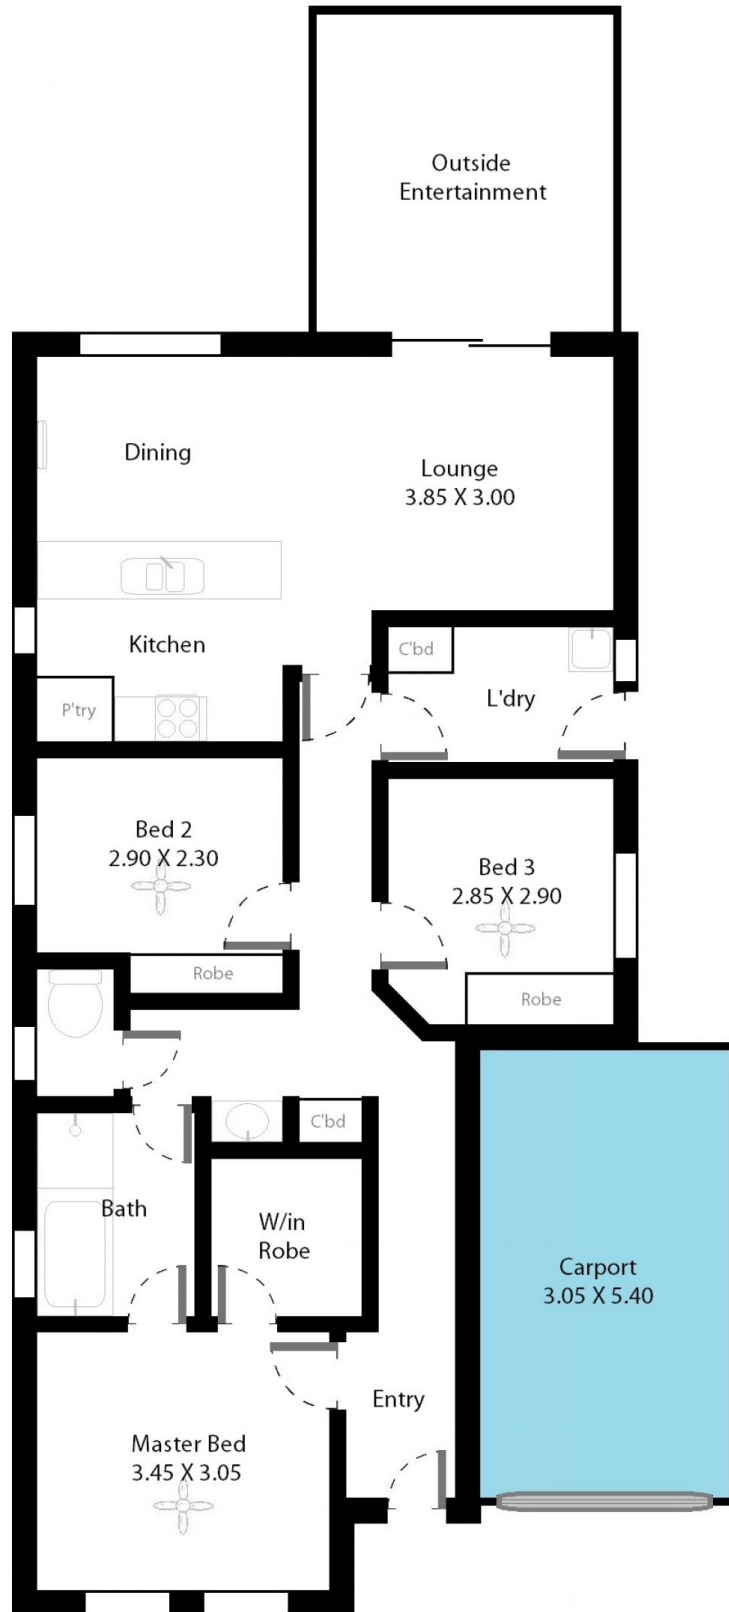 Outside
Entertainment
Dining
Lounge
3.85 X 3.00
Kitchen
C'bd
P'try
L'dry
Bed 2
2.90 X 2.30
Bed 3
2.85 X 2.90
Robe
Robe
C'bd
Bath
W/in
Robe
Carport
3.05 X 5.40
Entry
Master Bed
3.45 X 3.05